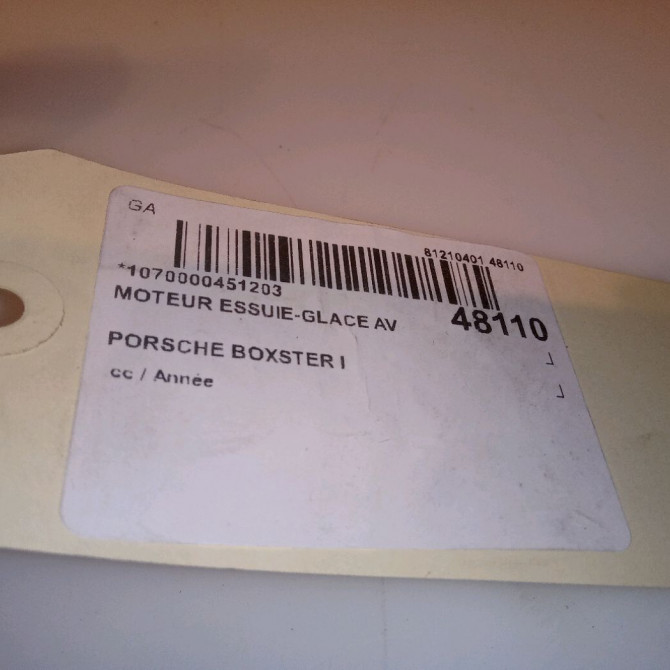 GA
81210401 48110
*1070000451203
MOTEUR ESSUIE-GLACE AV
48110
PORSCHE BOXSTER I
cc / Année